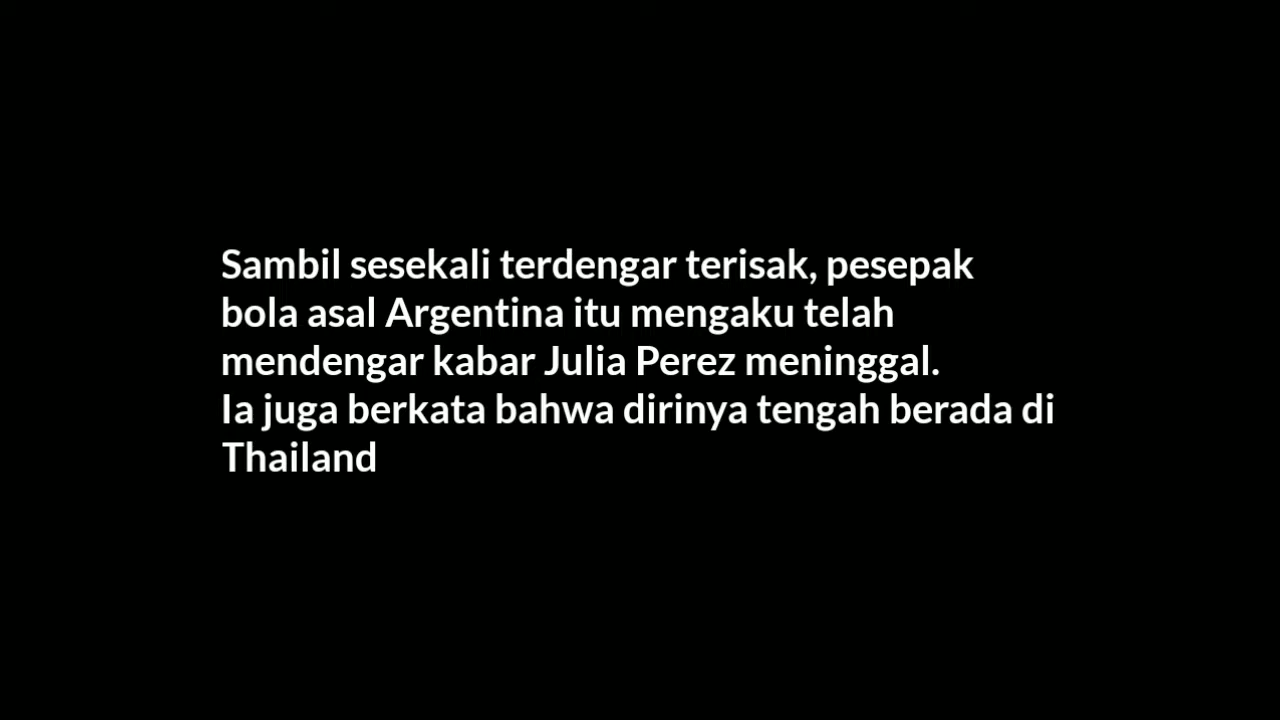 Sambil sesekali terdengar terisak, pesepak
bola asal Argentina itu mengaku telah
mendengar kabar Julia Perez meninggal.
Ia juga berkata bahwa dirinya tengah berada di
Thailand